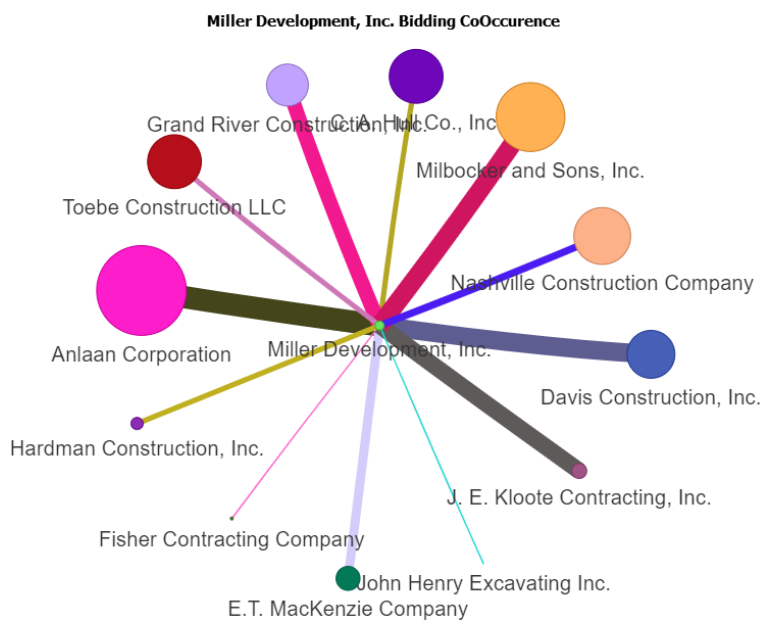 Miller Development, Inc. Bidding CoOccurence
Grand River Construction, Inc.
C. A. Hull Co., Inc
Milbocker and Sons, Inc.
Toebe Construction LLC
Nashville Construction Company
Miller Development, Inc.
Anlaan Corporation
Davis Construction, Inc.
Hardman Construction, Inc.
J. E. Kloote Contracting, Inc.
Fisher Contracting Company
John Henry Excavating Inc.
E.T. MacKenzie Company